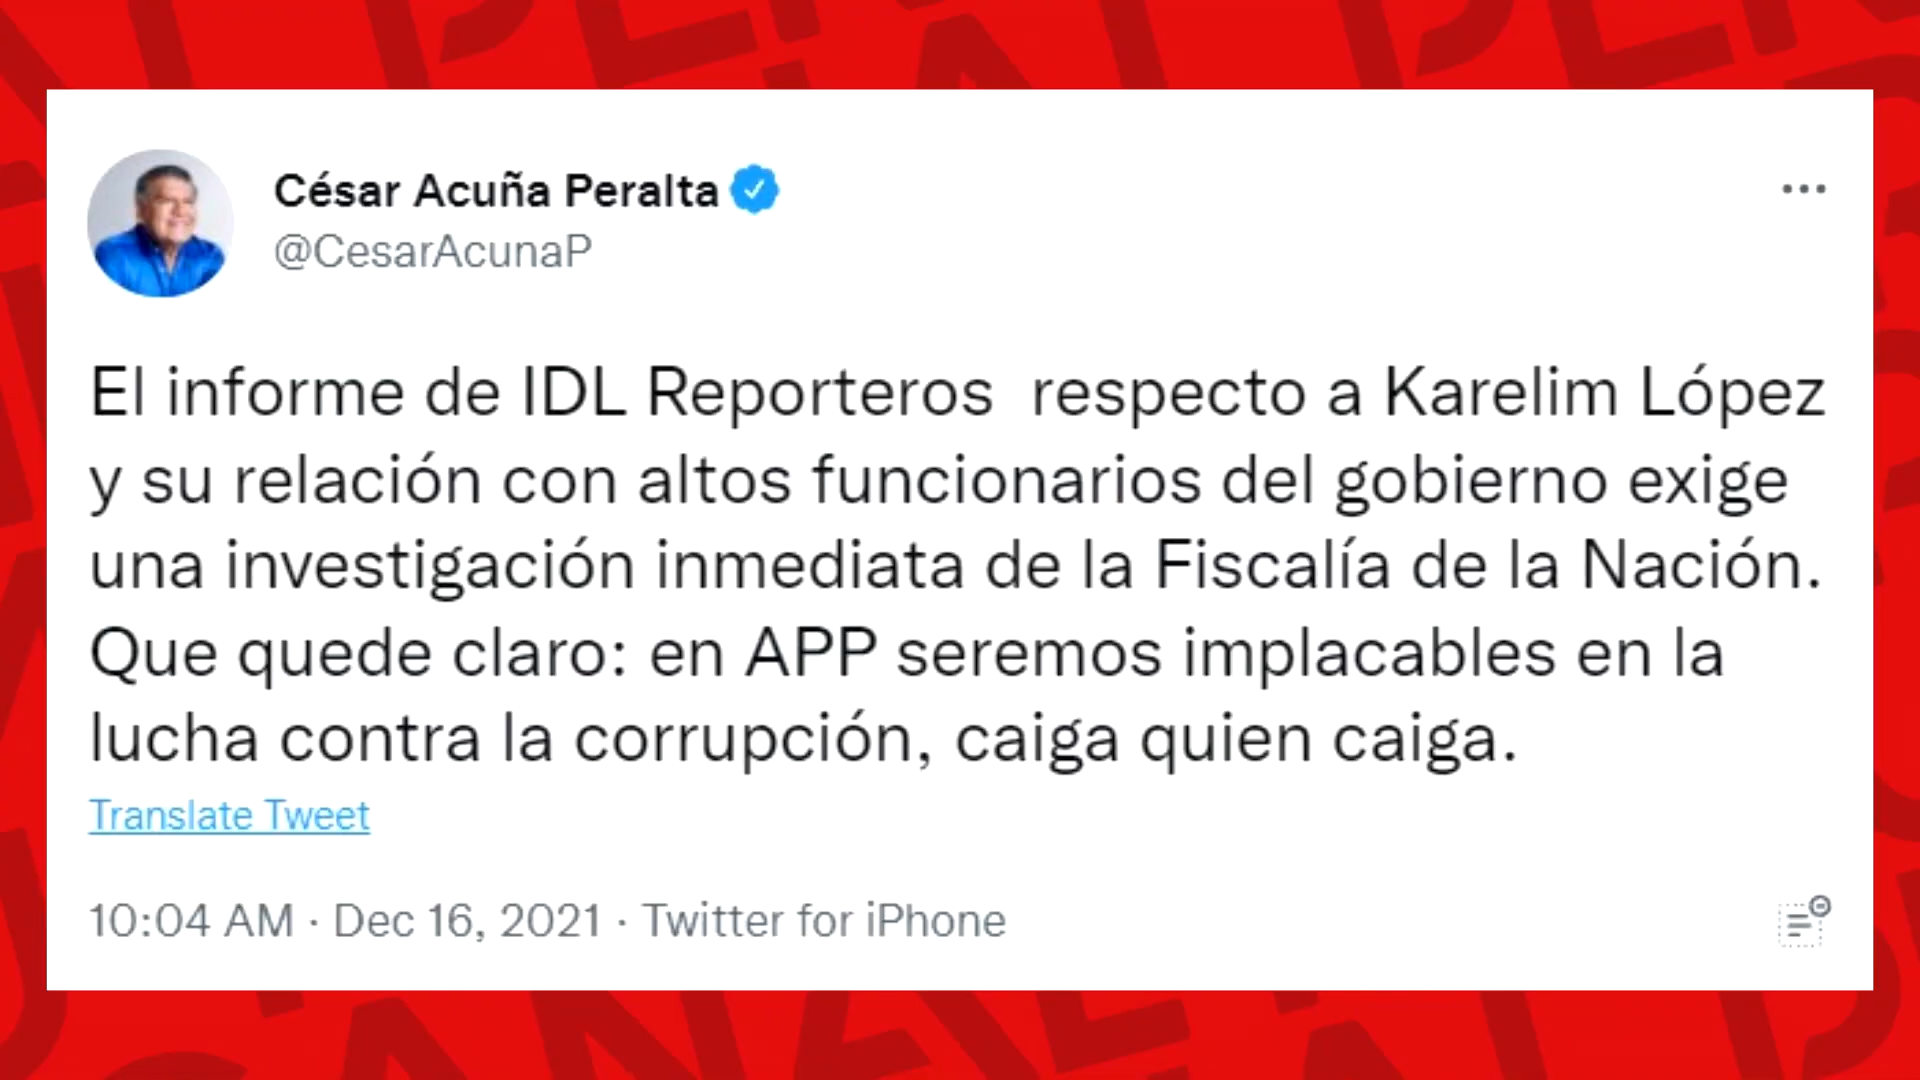 César Acuña Peralta
@CesarAcunaP
El informe de IDL Reporteros  respecto a Karelim López
y su relación con altos funcionarios del gobierno exige
una investigación inmediata de la Fiscalía de la Nación.
Que quede claro: en APP seremos implacables en la
lucha contra la corrupción, caiga quien caiga.
Translate Tweet
10:04 AM · Dec 16, 2021 · Twitter for iPhone